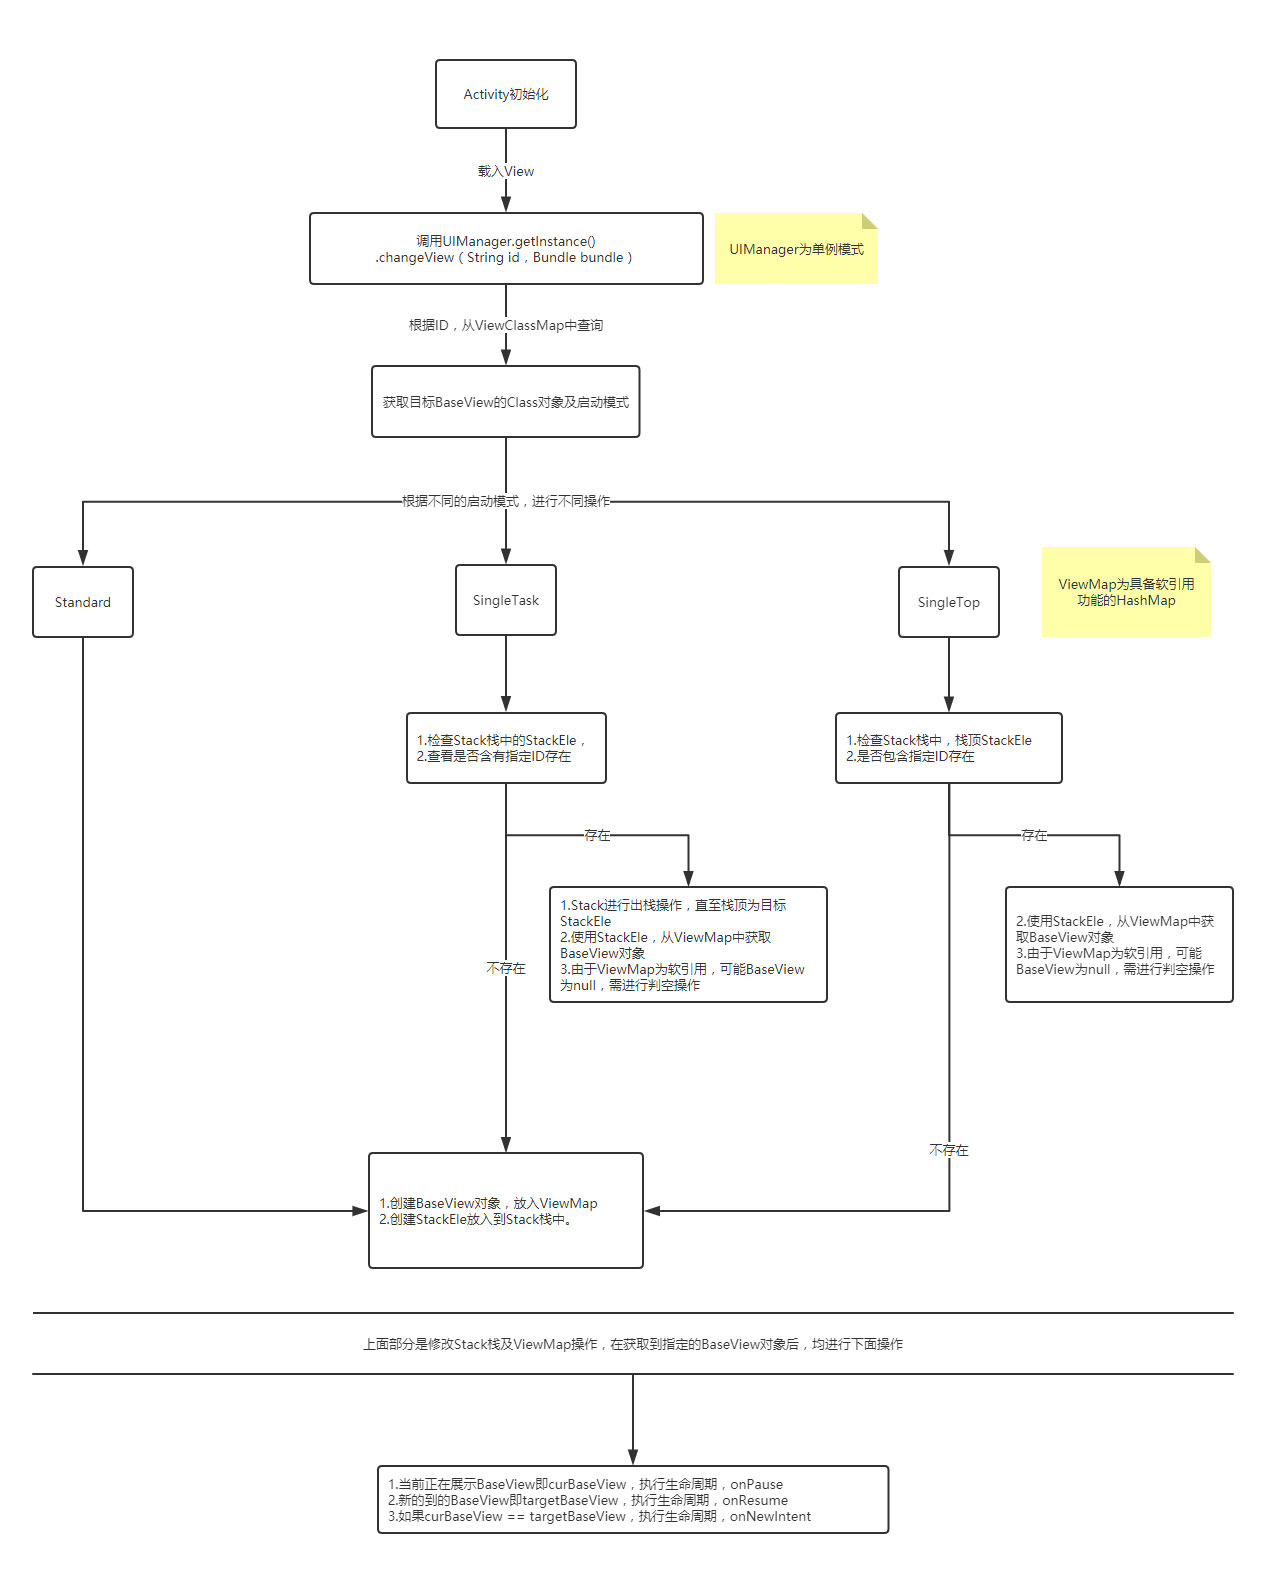 Activity初始化
载入View
调用UIManager.getInstance()
.changeView（String id，Bundle bundle）
UIManager为单例模式
根据ID，从ViewClassMap中查询
获取目标BaseView的Class对象及启动模式
根据不同的启动模式，进行不同操作
Standard
SingleTask
SingleTop
ViewMap为具备软引用
功能的HashMap
1.检查Stack栈中的StackEle，
2.查看是否含有指定ID存在
1.检查Stack栈中，栈顶StackEle
2.是否包含指定ID存在
存在
存在
1.Stack进行出栈操作，直至栈顶为目标
StackEle
2.使用StackEle，从ViewMap中获取
BaseView对象
3.由于ViewMap为软引用，可能BaseView
为null，需进行判空操作
2.使用StackEle，从ViewMap中获
取BaseView对象
3.由于ViewMap为软引用，可能
BaseView为null，需进行判空操作
不存在
不存在
1.创建BaseView对象，放入ViewMap
2.创建StackEle放入到Stack栈中。
上面部分是修改Stack栈及ViewMap操作，在获取到指定的BaseView对象后，均进行下面操作
1.当前正在展示BaseView即curBaseView，执行生命周期，onPause
2.新的到的BaseView即targetBaseView，执行生命周期，onResume
3.如果curBaseView == targetBaseView，执行生命周期，onNewIntent